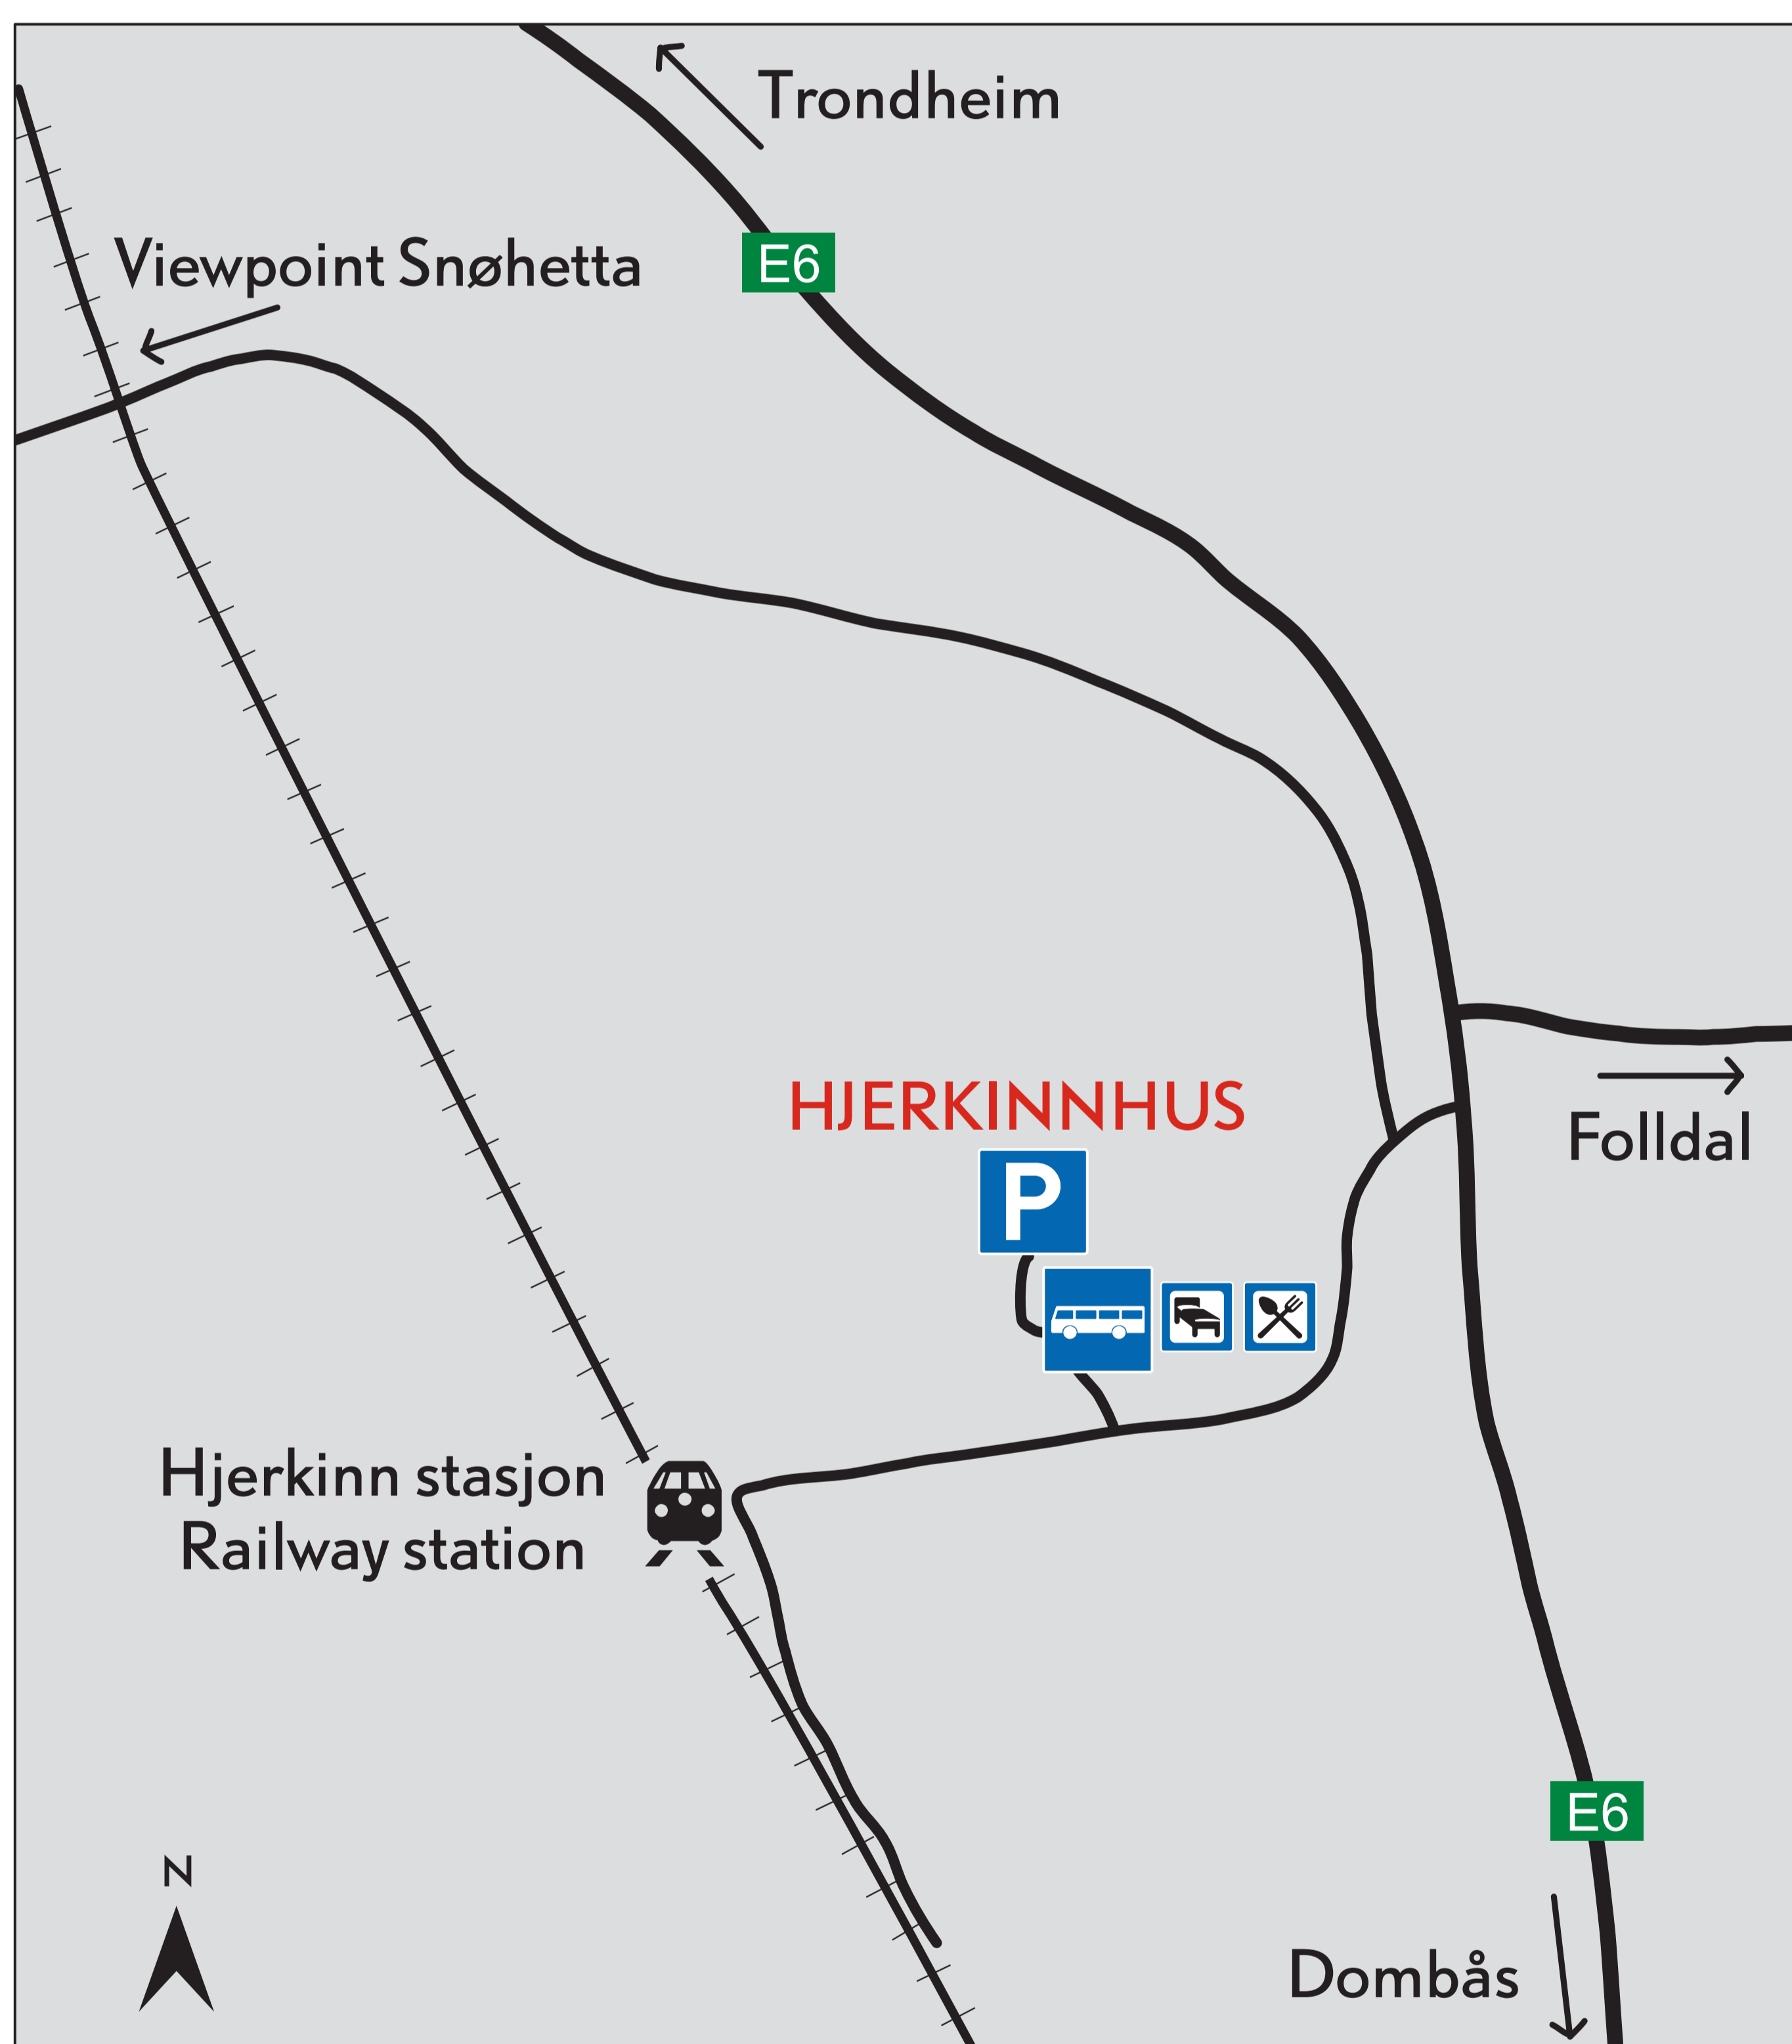 Trondheim
E6
Viewpoint Snøhetta
HJERKINNHUS
P
Folldal
Hjerkinn stasjon
Railway station
E6
N
Dombås